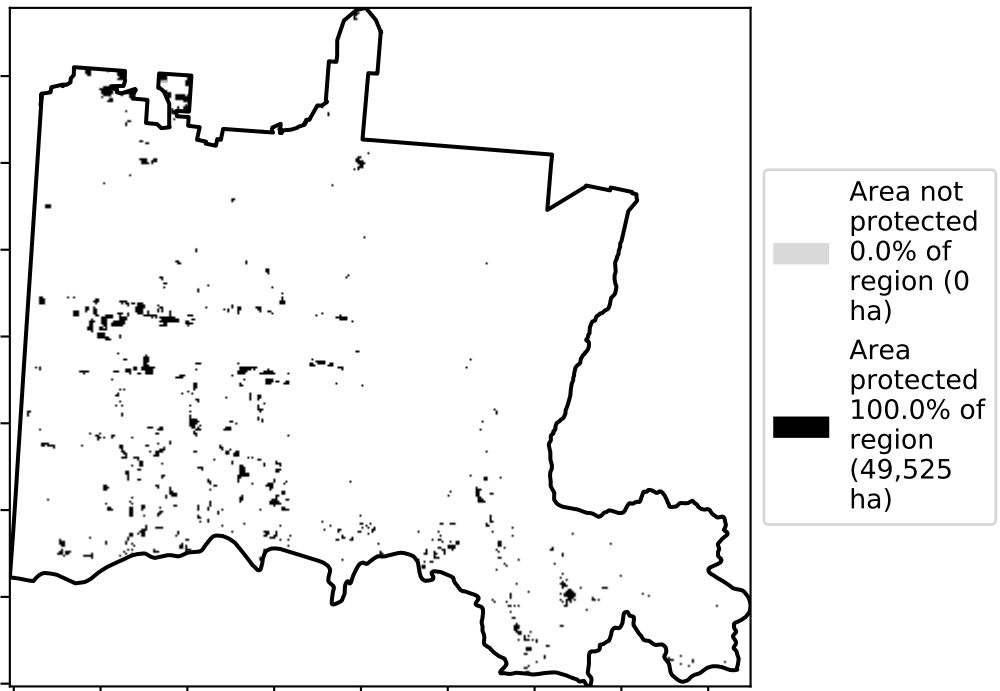 Area not
protected
0.0% of
region (0
ha)
Area
protected
100.0% of
region
(49,525
ha)